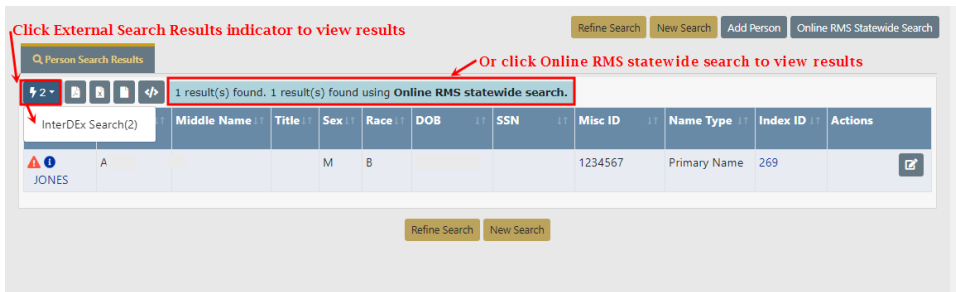 Click External Search Results indicator to view results
Refine Search New Search Add Person Online RMS Statewide Search
Person Search Results
Or click Online RMS statewide search to view results
2 </> 1 result(s) found. 1 result(s) found using Online RMS statewide search.
InterDEx Search(2)
Middle Name Title Sex Race DOB SSN Misc ID Name Type Index ID Actions
A M B 1234567 Primary Name 269
JONES
Refine Search New Search